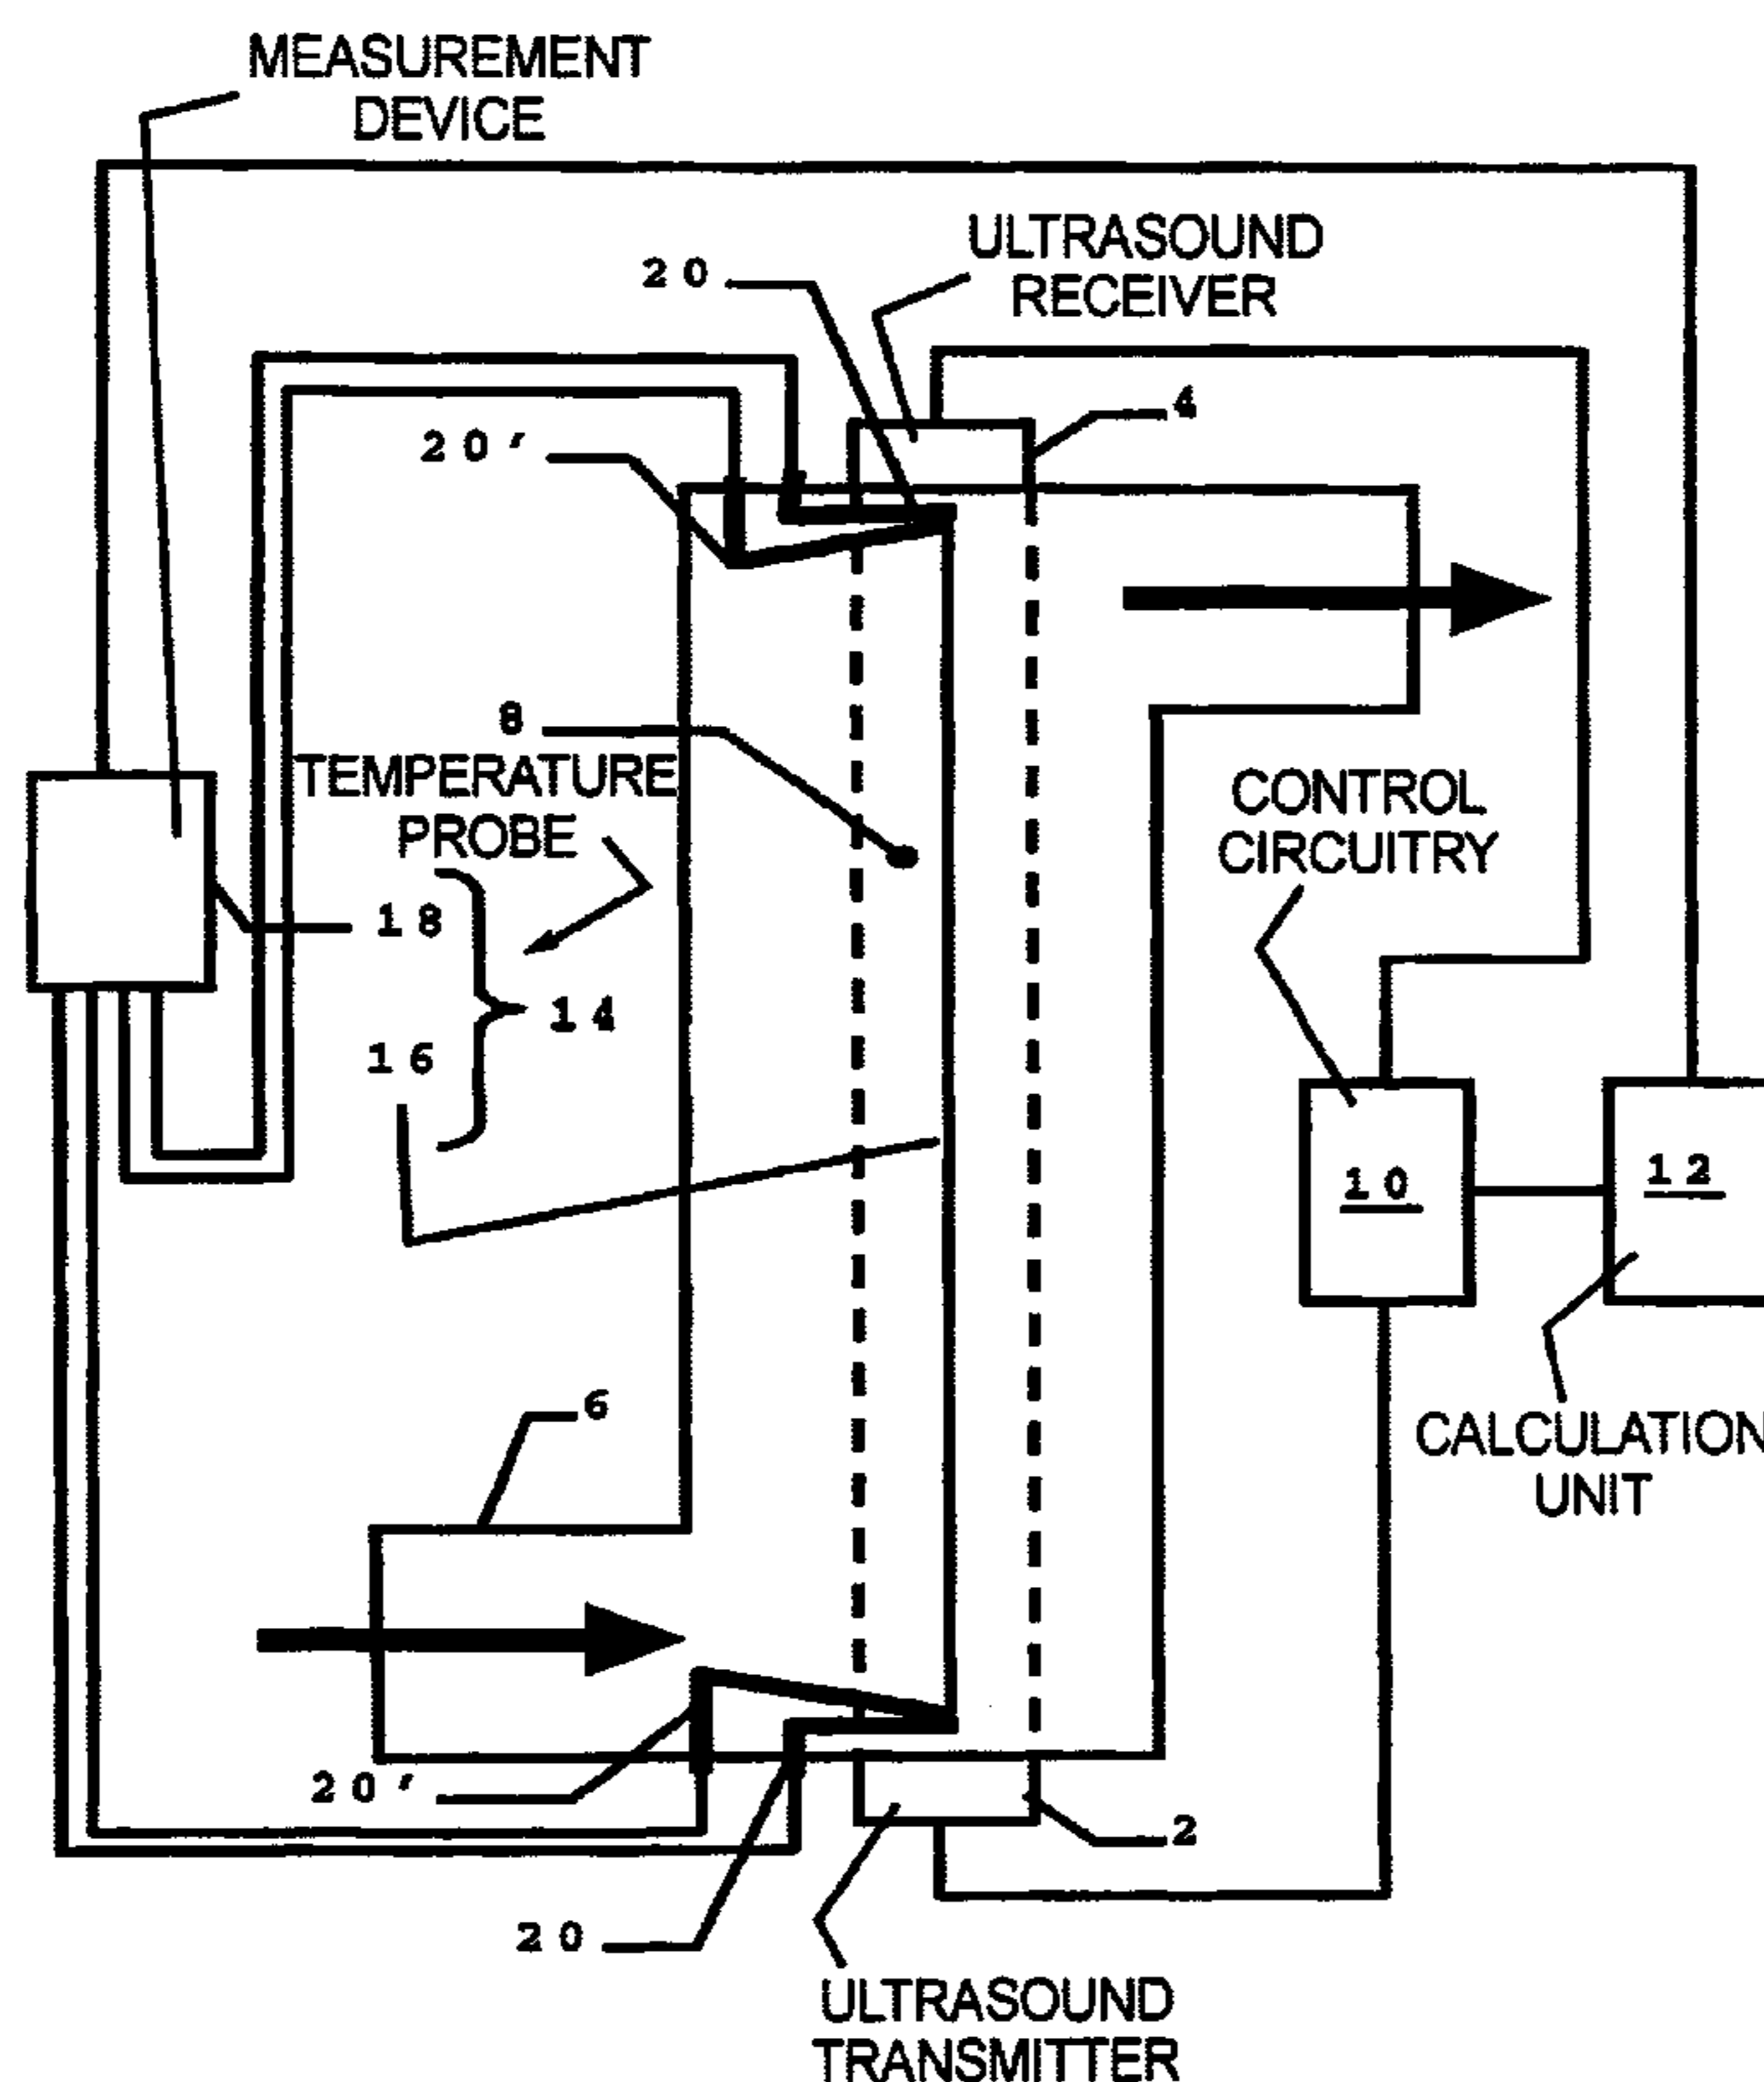 MEASUREMENT
DEVICE
ULTRASOUND
RECEIVER
20
4
20'
8
TEMPERATURE
PROBE
CONTROL
CIRCUITRY
18
14
16
10
12
6
CALCULATION
UNIT
20'
2
20
ULTRASOUND
TRANSMITTER